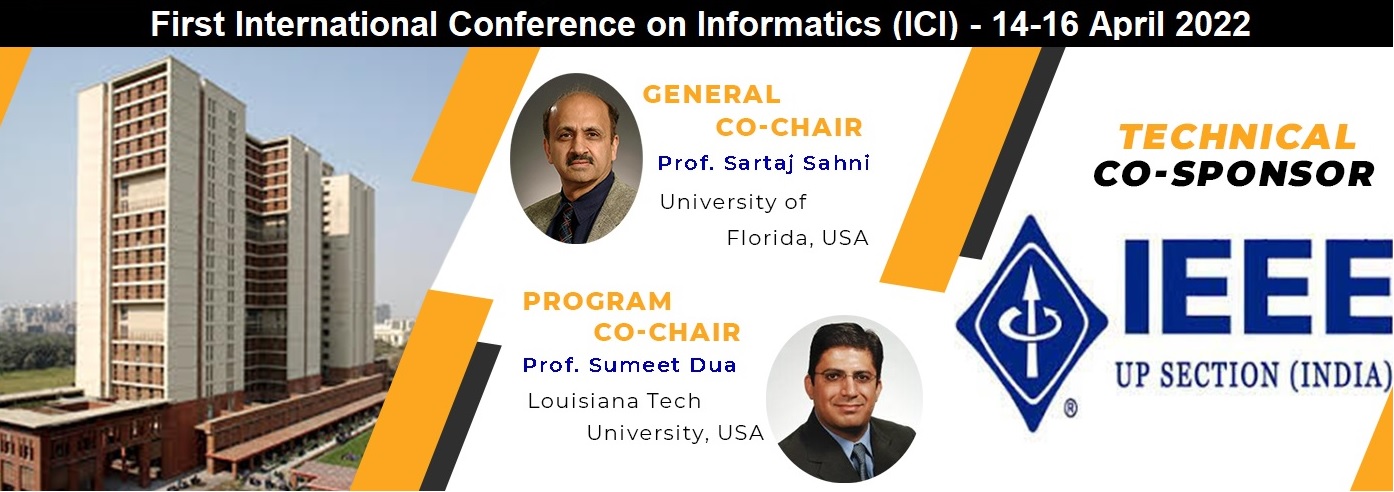 First International Conference on Informatics (ICI) - 14-16 April 2022
GENERAL
CO-CHAIR
Prof. Sartaj Sahni
University of
Florida, USA
PROGRAM
CO-CHAIR
Prof. Sumeet Dua
Louisiana Tech
University, USA
TECHNICAL
CO-SPONSOR
IEEE
UP SECTION (INDIA)
®